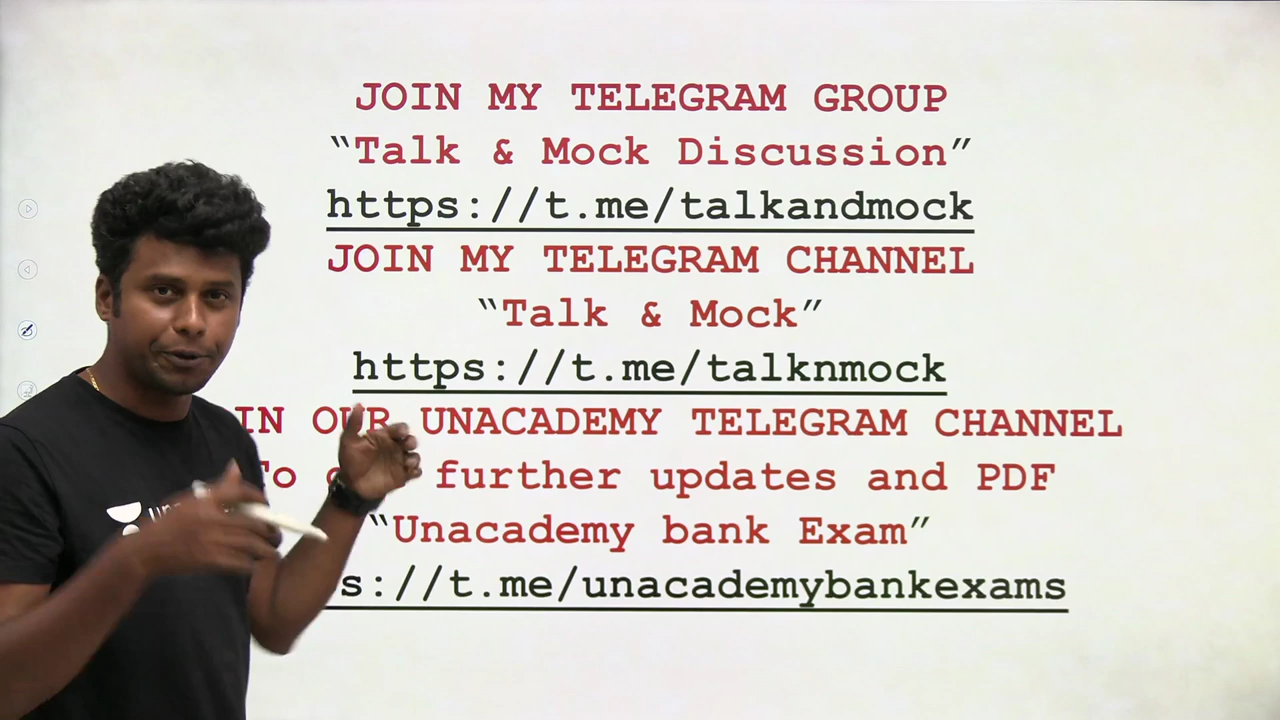 JOIN MY TELEGRAM GROUP
“Talk & Mock Discussion”
https://t.me/talkandmock
JOIN MY TELEGRAM CHANNEL
“Talk & Mock”
https://t.me/talknmock
IN OUR UNACADEMY TELEGRAM CHANNEL
To further updates and PDF
“Unacademy bank Exam”
s://t.me/unacademybankexams